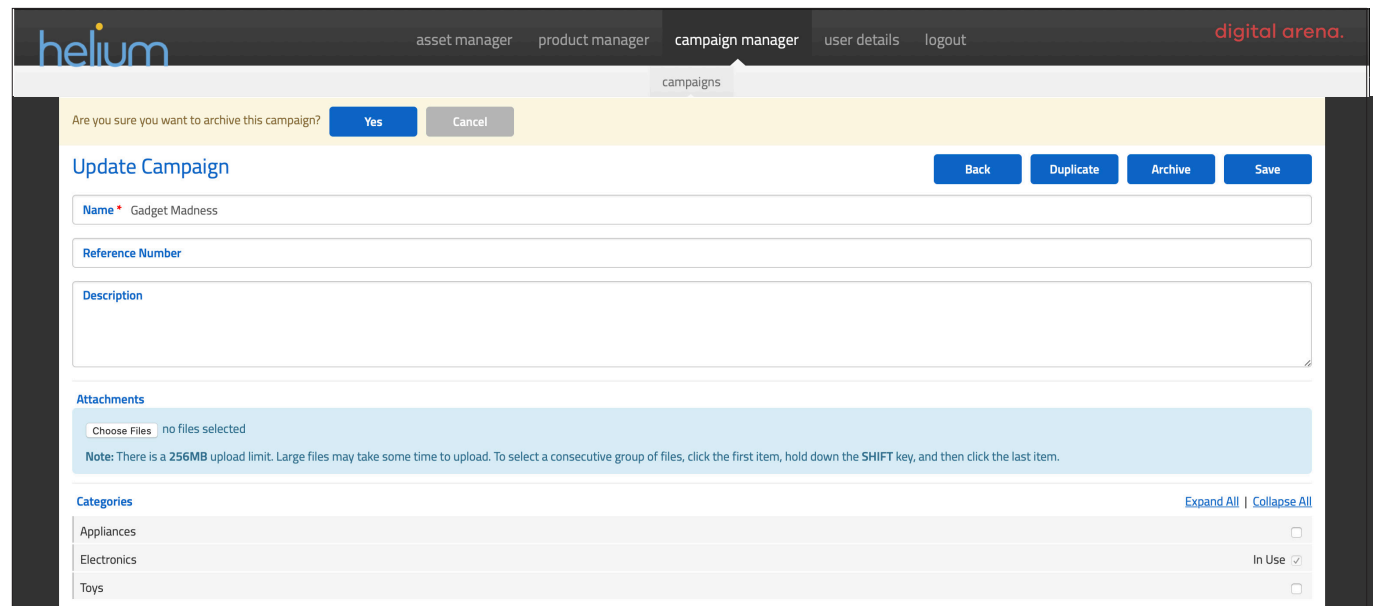 helium
asset manager product manager campaign manager user details logout
digital arena.
campaigns
Are you sure you want to archive this campaign? Yes Cancel
Update Campaign
Back Duplicate Archive Save
Name * Gadget Madness
Reference Number
Description
Attachments
Choose Files no files selected
Note: There is a 256MB upload limit. Large files may take some time to upload. To select a consecutive group of files, click the first item, hold down the SHIFT key, and then click the last item.
Categories Expand All | Collapse All
Appliances
Electronics In Use
Toys